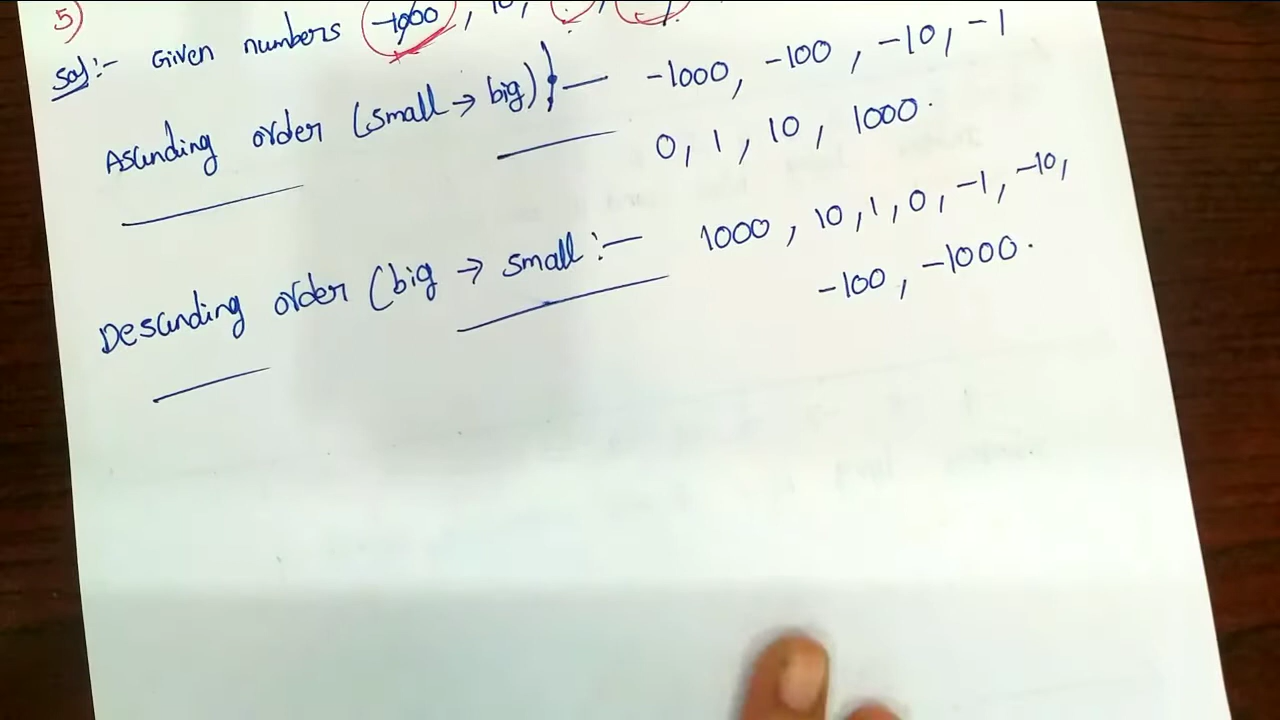 5)
Sol:- Given numbers -1000, 10,
Ascending order (small → big) } — -1000, -100, -10, -1
0, 1, 10, 1000.
Descending order (big → small :— 1000, 10, 1, 0, -1, -10,
-100, -1000.